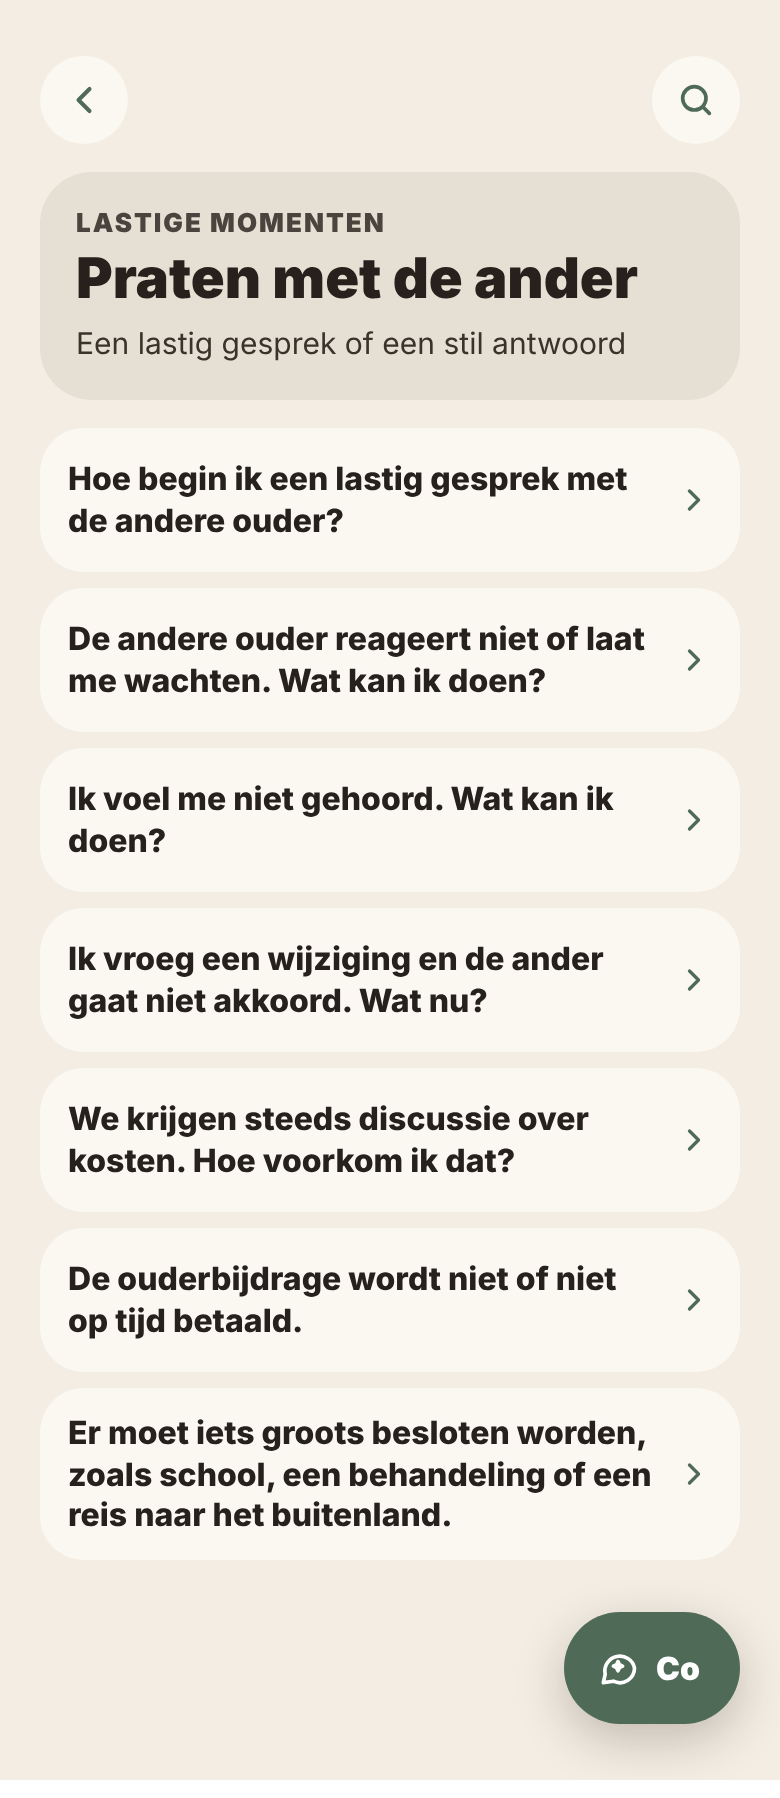 LASTIGE MOMENTEN
Praten met de ander
Een lastig gesprek of een stil antwoord
Hoe begin ik een lastig gesprek met
de andere ouder?
De andere ouder reageert niet of laat
me wachten. Wat kan ik doen?
Ik voel me niet gehoord. Wat kan ik
doen?
Ik vroeg een wijziging en de ander
gaat niet akkoord. Wat nu?
We krijgen steeds discussie over
kosten. Hoe voorkom ik dat?
De ouderbijdrage wordt niet of niet
op tijd betaald.
Er moet iets groots besloten worden,
zoals school, een behandeling of een
reis naar het buitenland.
Co